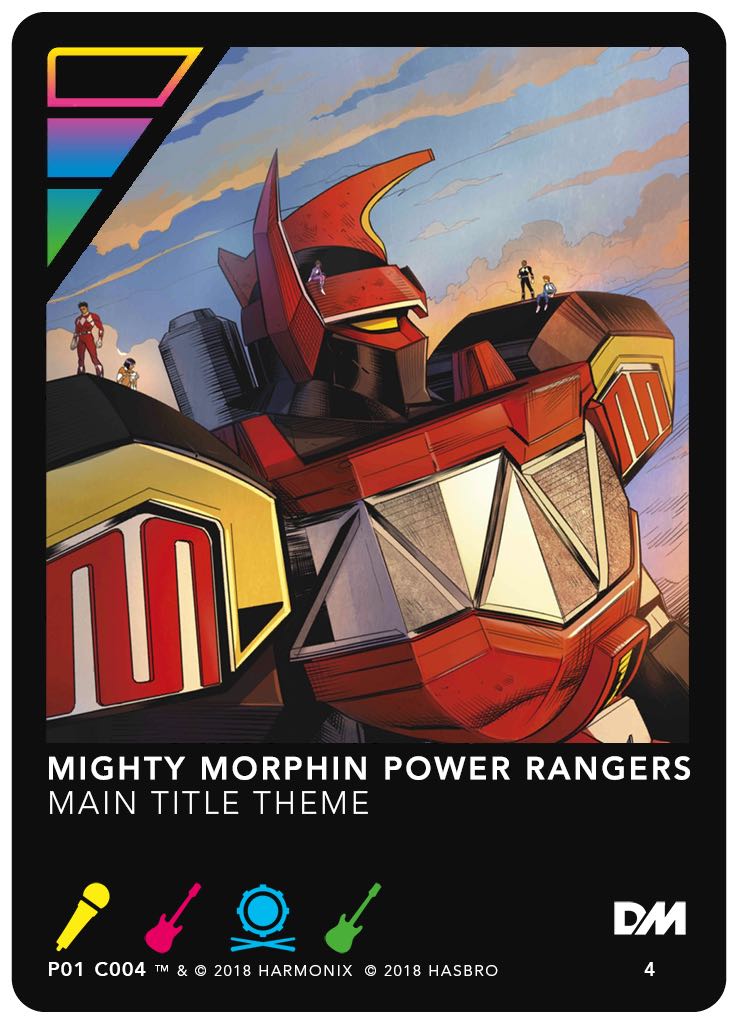 MIGHTY MORPHIN POWER RANGERS
MAIN TITLE THEME
DM
P01 C004 ™ & © 2018 HARMONIX © 2018 HASBRO 4